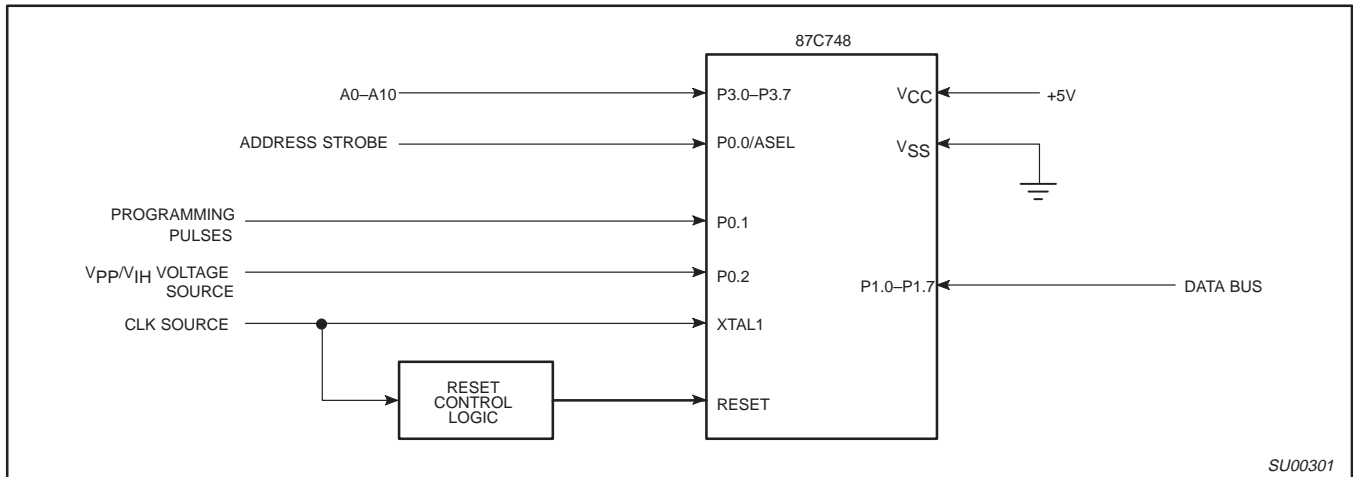 87C748
A0–A10
P3.0–P3.7
VCC
+5V
ADDRESS STROBE
P0.0/ASEL
VSS
PROGRAMMING
PULSES
P0.1
VPP/VIH VOLTAGE
SOURCE
P0.2
P1.0–P1.7
DATA BUS
CLK SOURCE
XTAL1
RESET
CONTROL
LOGIC
RESET
SU00301